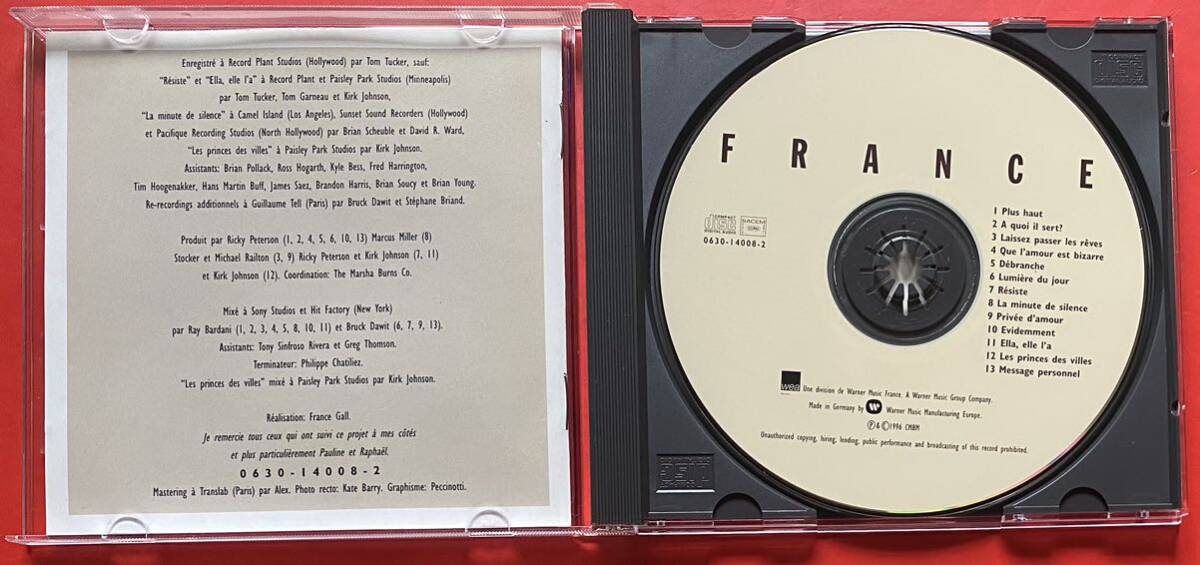 Enregistré à Record Plant Studios (Hollywood) par Tom Tucker, sauf:
"Résiste" et "Ella, elle l'a" à Record Plant et Paisley Park Studios (Minneapolis)
par Tom Tucker, Tom Garneau et Kirk Johnson,
"La minute de silence" à Camel Island (Los Angeles), Sunset Sound Recorders (Hollywood)
et Pacifique Recording Studios (North Hollywood) par Brian Scheuble et David R. Ward,
"Les princes des villes" à Paisley Park Studios par Kirk Johnson.
Assistants: Brian Pollack, Ross Hogarth, Kyle Bess, Fred Harrington,
Tim Hoogenakker, Hans Martin Buff, James Saez, Brandon Harris, Brian Soucy et Brian Young.
Re-recordings additionnels à Guillaume Tell (Paris) par Bruck Dawit et Stéphane Briand.
Produit par Ricky Peterson (1, 2, 4, 5, 6, 10, 13) Marcus Miller (8)
Stocker et Michael Railton (3, 9) Ricky Peterson et Kirk Johnson (7, 11)
et Kirk Johnson (12). Coordination: The Marsha Burns Co.
Mixé à Sony Studios et Hit Factory (New York)
par Ray Bardani (1, 2, 3, 4, 5, 8, 10, 11) et Bruck Dawit (6, 7, 9, 13).
Assistants: Tony Sinfroso Rivera et Greg Thomson.
Terminateur: Philippe Chatiliez.
"Les princes des villes" mixé à Paisley Park Studios par Kirk Johnson.
Réalisation: France Gall.
Je remercie tous ceux qui ont suivi ce projet à mes côtés
et plus particulièrement Pauline et Raphaël.
0630-14008-2
Mastering à Translab (Paris) par Alex. Photo recto: Kate Barry. Graphisme: Peccinotti.
FRANCE
COMPACT disc DIGITAL AUDIO
SACEM
0630-14008-2
1 Plus haut
2 A quoi il sert?
3 Laissez passer les rêves
4 Que l'amour est bizarre
5 Débranche
6 Lumière du jour
7 Résiste
8 La minute de silence
9 Privée d'amour
10 Evidemment
11 Ella, elle l'a
12 Les princes des villes
13 Message personnel
wea Une division de Warner Music France. A Warner Music Group Company.
Made in Germany by Warner Music Manufacturing Europe.
℗ & © 1996 CMBM
Unauthorized copying, hiring, lending, public performance and broadcasting of this record prohibited.